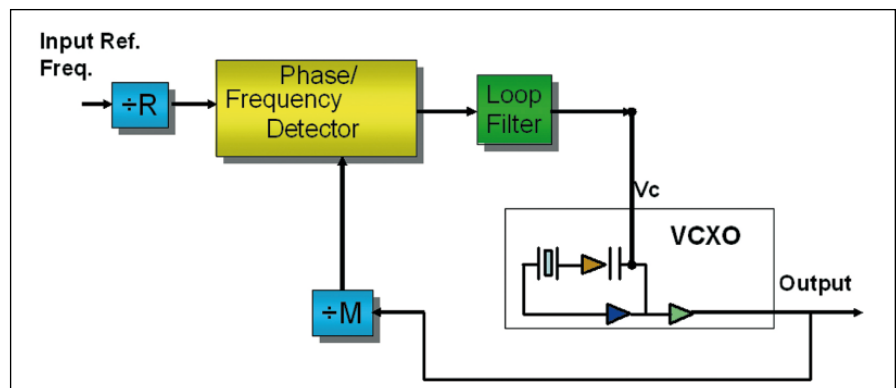 Input Ref.
Freq.
÷R
Phase/
Frequency
Detector
Loop
Filter
Vc
VCXO
Output
÷M